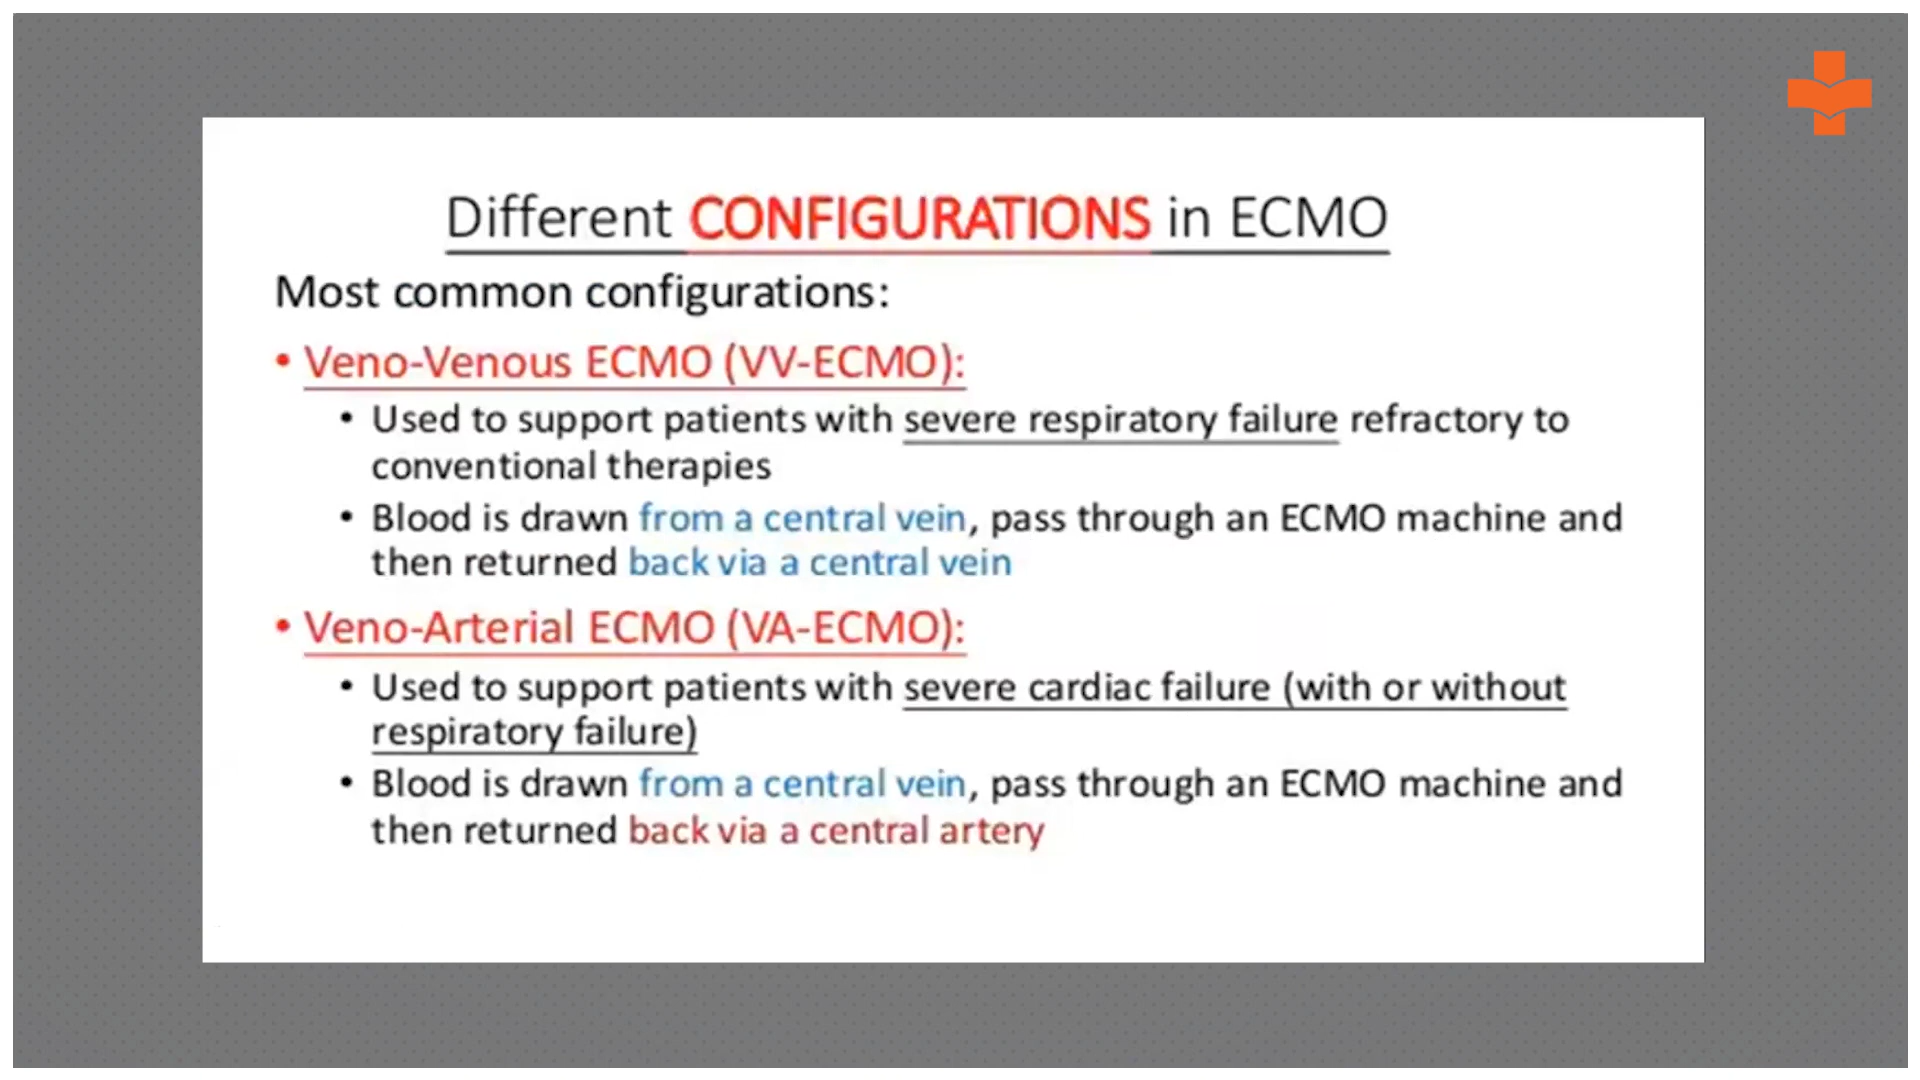 Different CONFIGURATIONS in ECMO
Most common configurations:
• Veno-Venous ECMO (VV-ECMO):
• Used to support patients with severe respiratory failure refractory to
conventional therapies
• Blood is drawn from a central vein, pass through an ECMO machine and
then returned back via a central vein
• Veno-Arterial ECMO (VA-ECMO):
• Used to support patients with severe cardiac failure (with or without
respiratory failure)
• Blood is drawn from a central vein, pass through an ECMO machine and
then returned back via a central artery